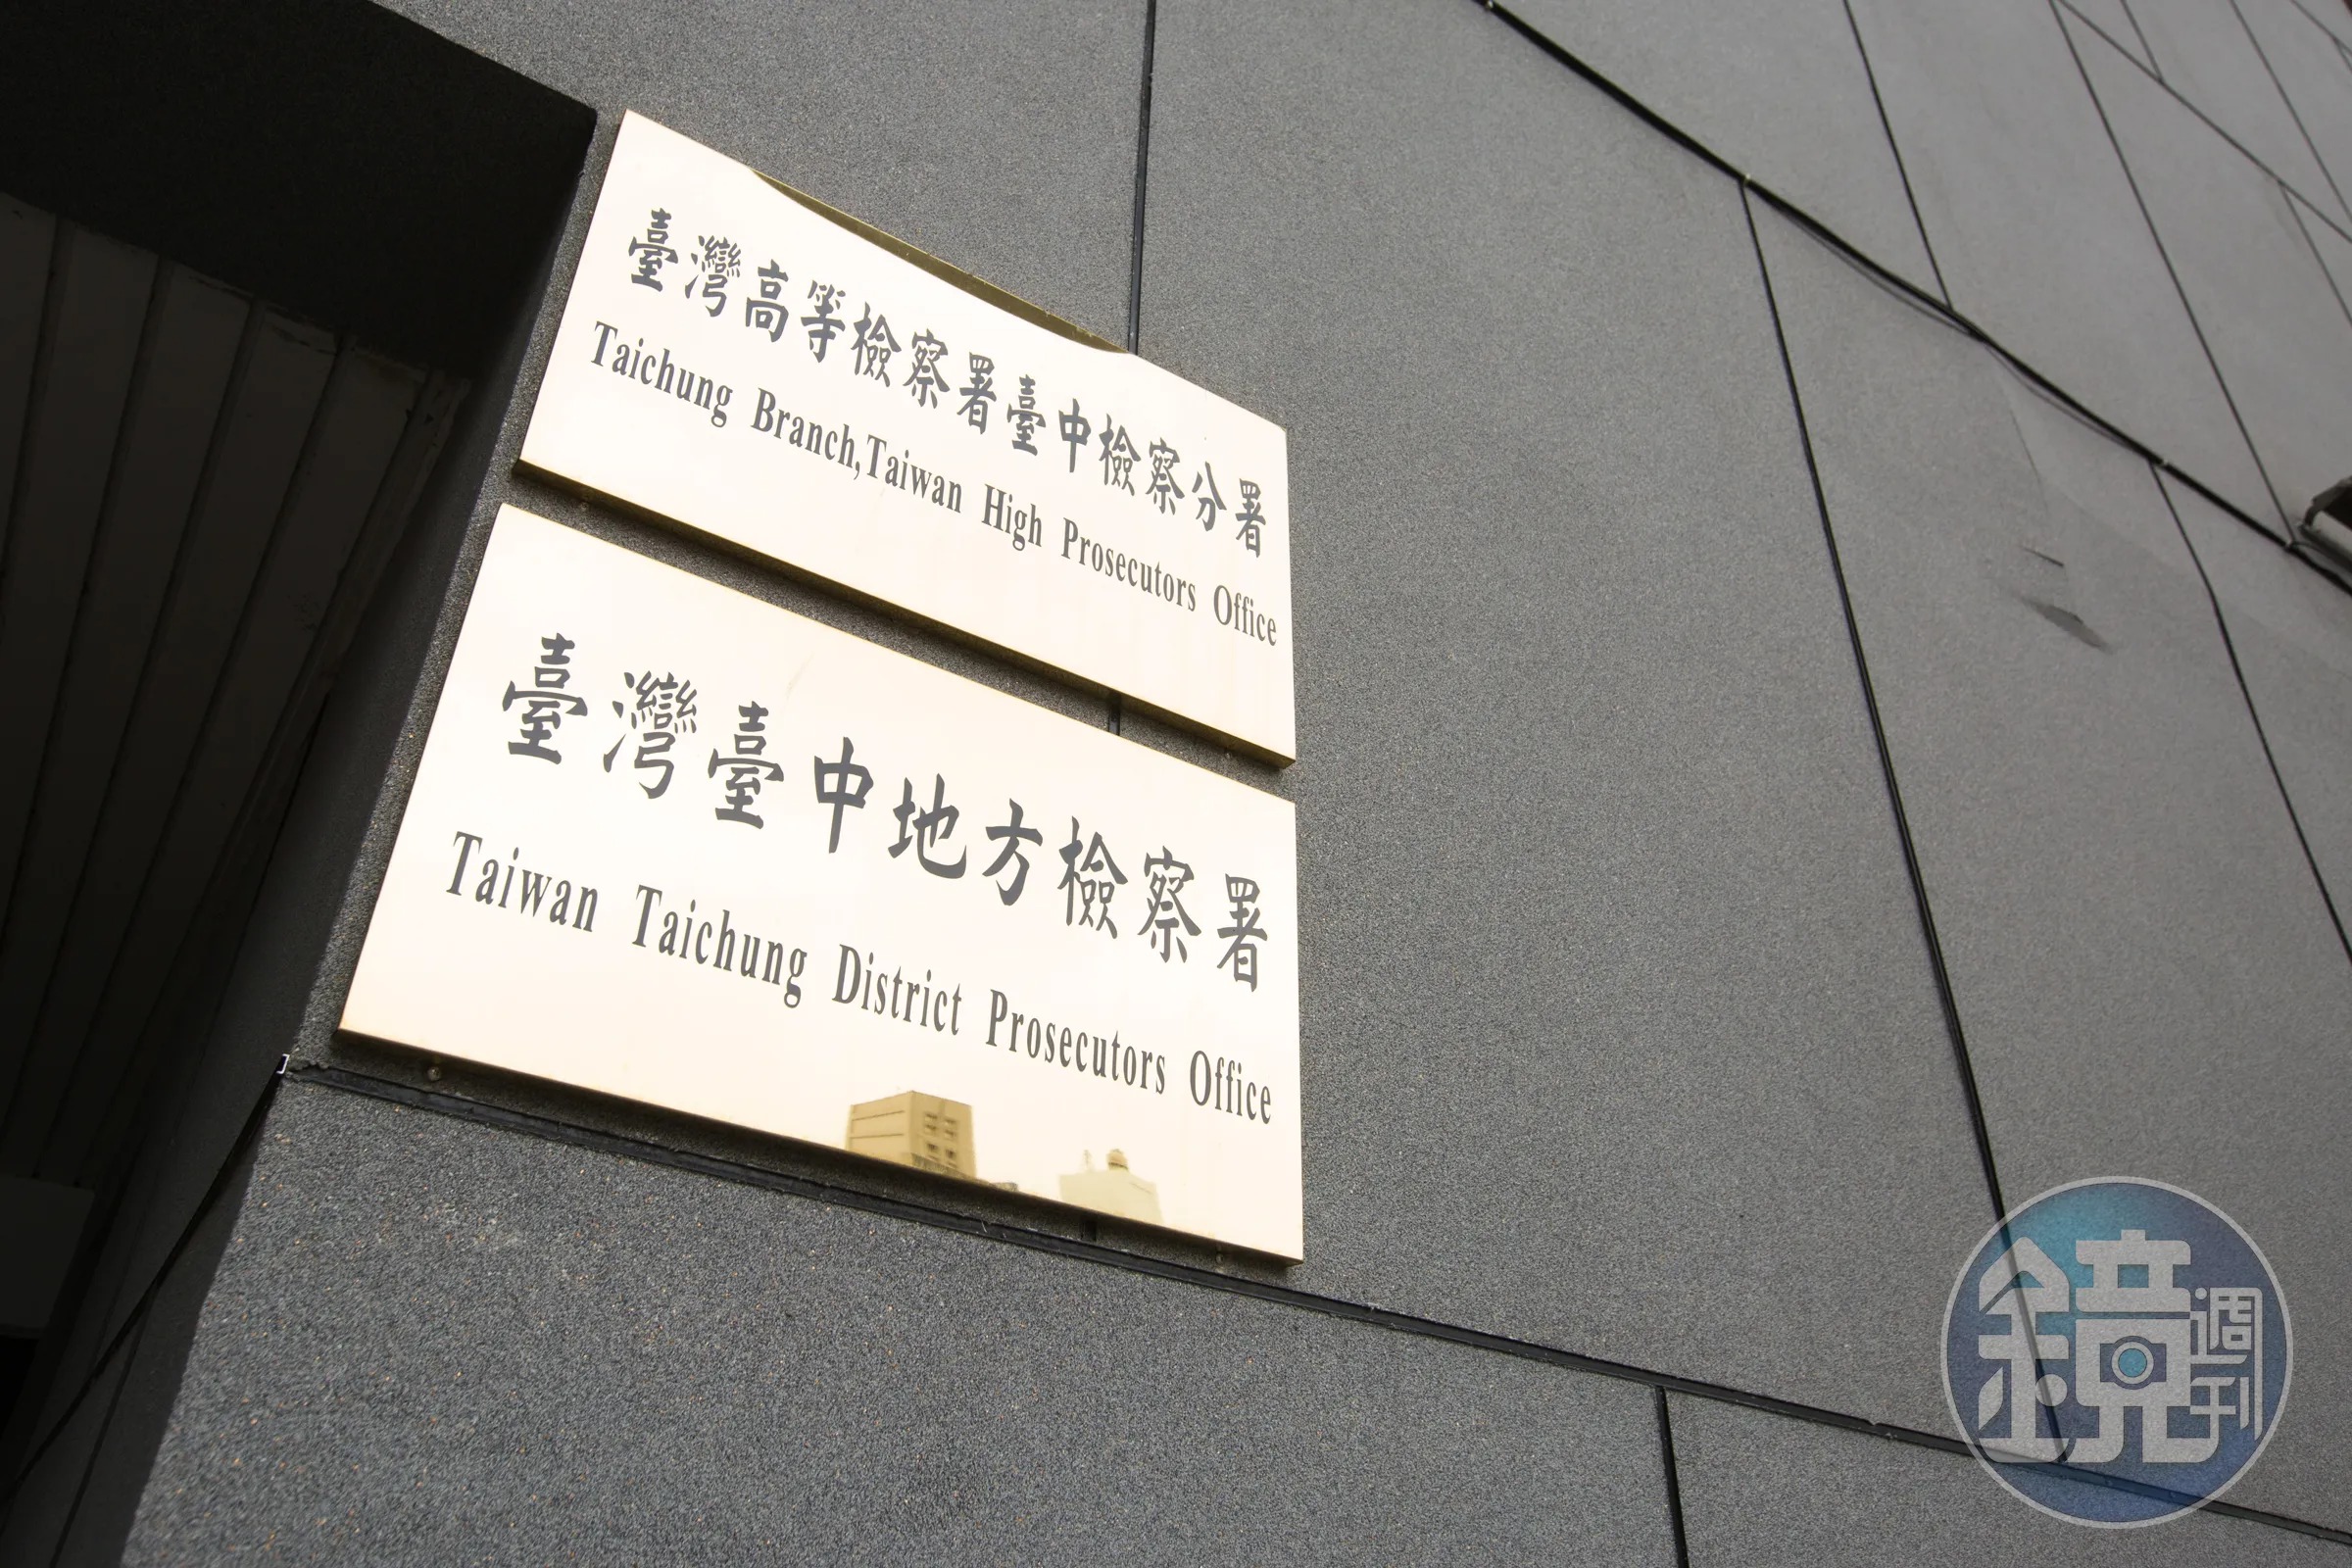 臺灣高等檢察署臺中檢察分署
Taichung Branch,Taiwan High Prosecutors Office
臺灣臺中地方檢察署
Taiwan Taichung District Prosecutors Office
鏡週刊